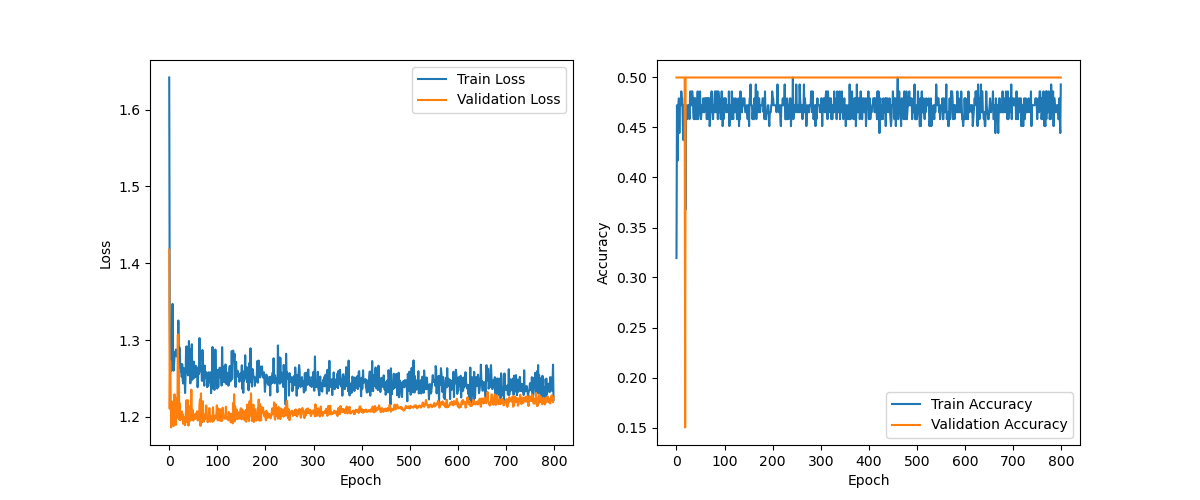 Train Loss
Validation Loss
1.6
1.5
1.4
1.3
1.2
Loss
0 100 200 300 400 500 600 700 800
Epoch
0.50
0.45
0.40
0.35
0.30
0.25
0.20
0.15
Accuracy
Train Accuracy
Validation Accuracy
0 100 200 300 400 500 600 700 800
Epoch